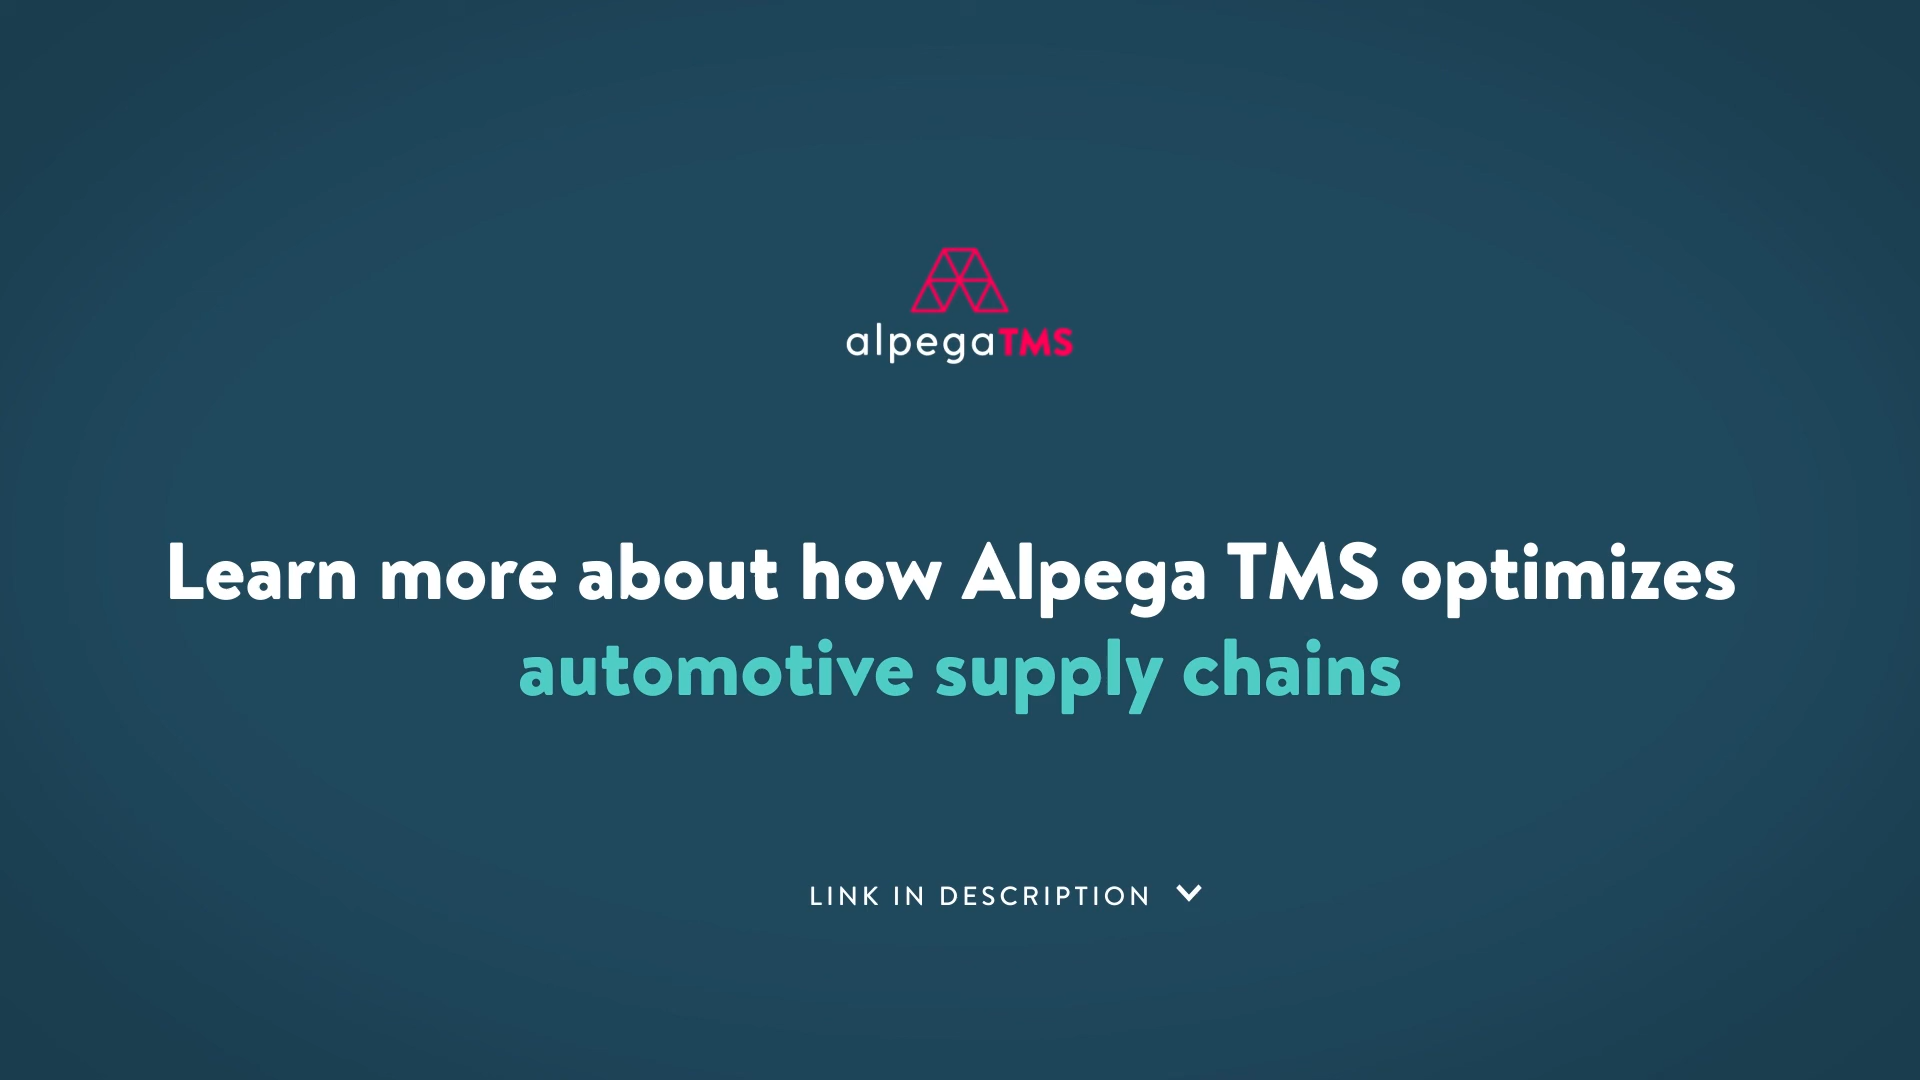 alpegaTMS
Learn more about how Alpega TMS optimizes
automotive supply chains
LINK IN DESCRIPTION